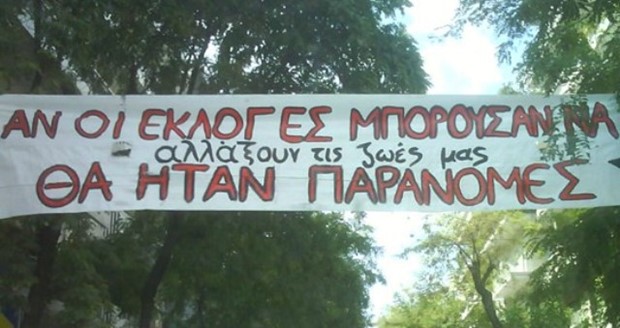 ΑΝ ΟΙ ΕΚΛΟΓΕΣ ΜΠΟΡΟΥΣΑΝ ΝΑ
αλλάξουν τις ζωές μας
ΘΑ ΗΤΑΝ ΠΑΡΑΝΟΜΕΣ